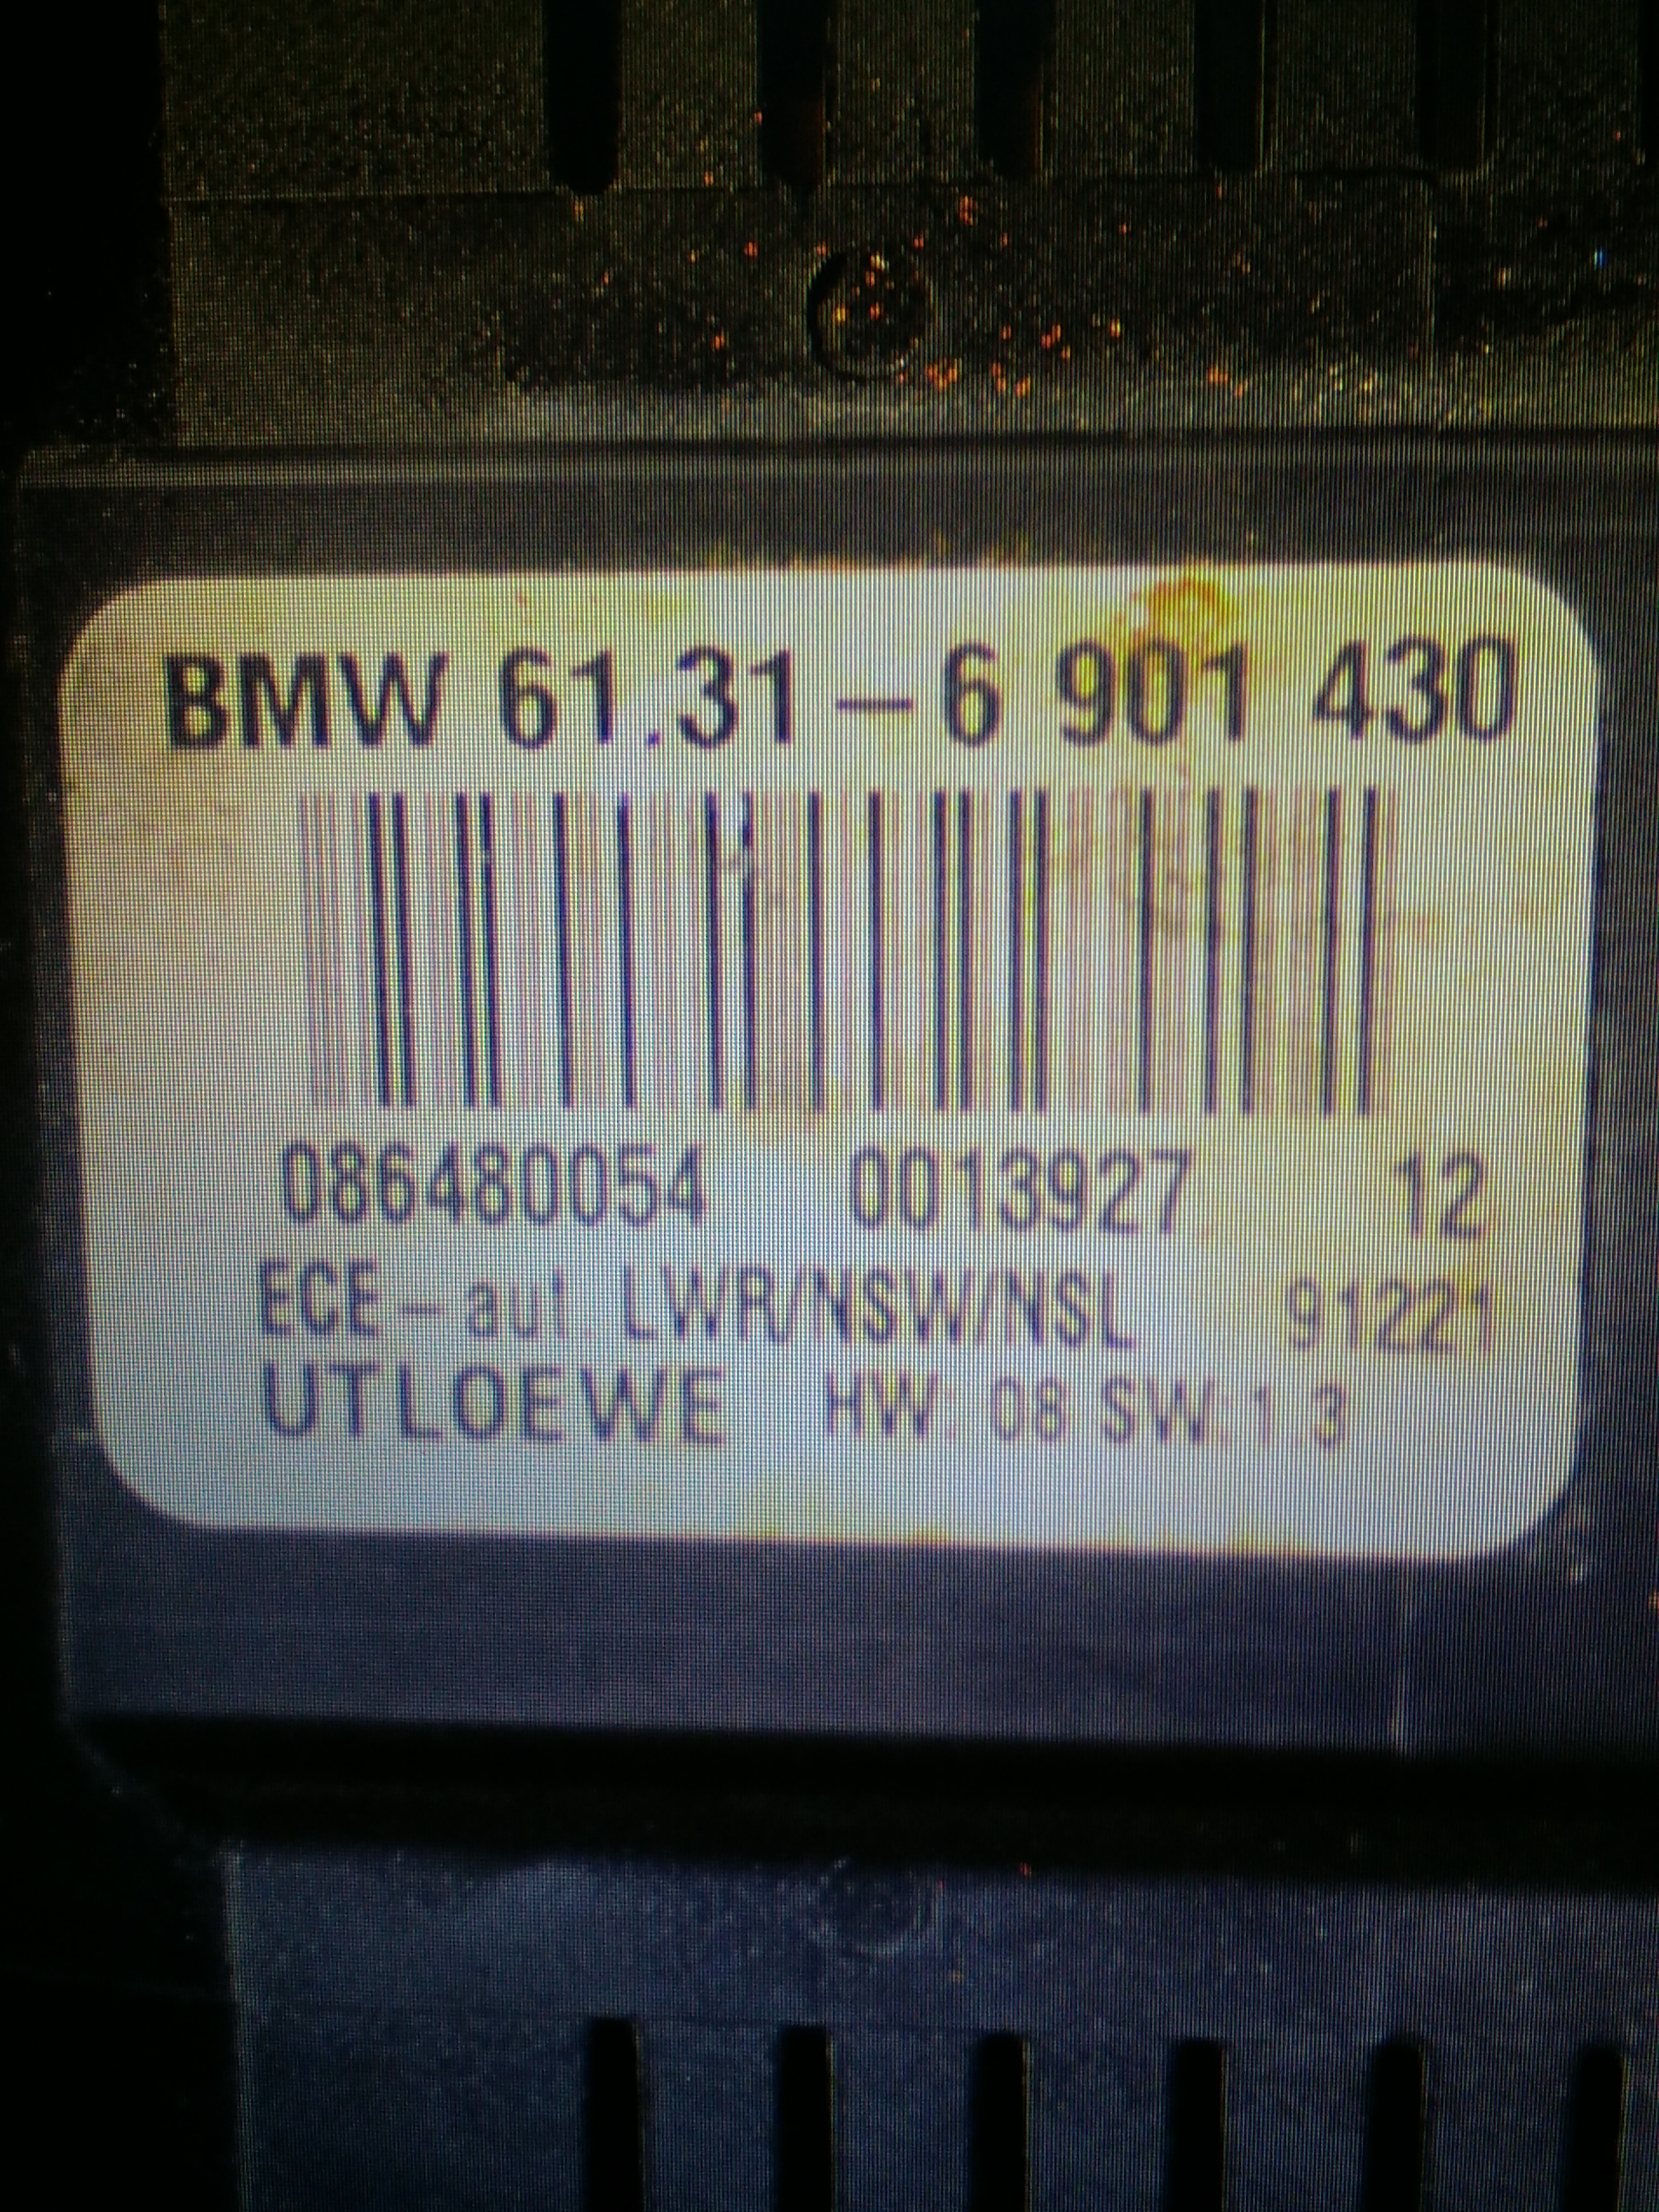 BMW 61.31-6 901 430
086480054 0013927 12
ECE-aut. LWR/NSW/NSL 91221
UTLOEWE HW: 08 SW: 1.3